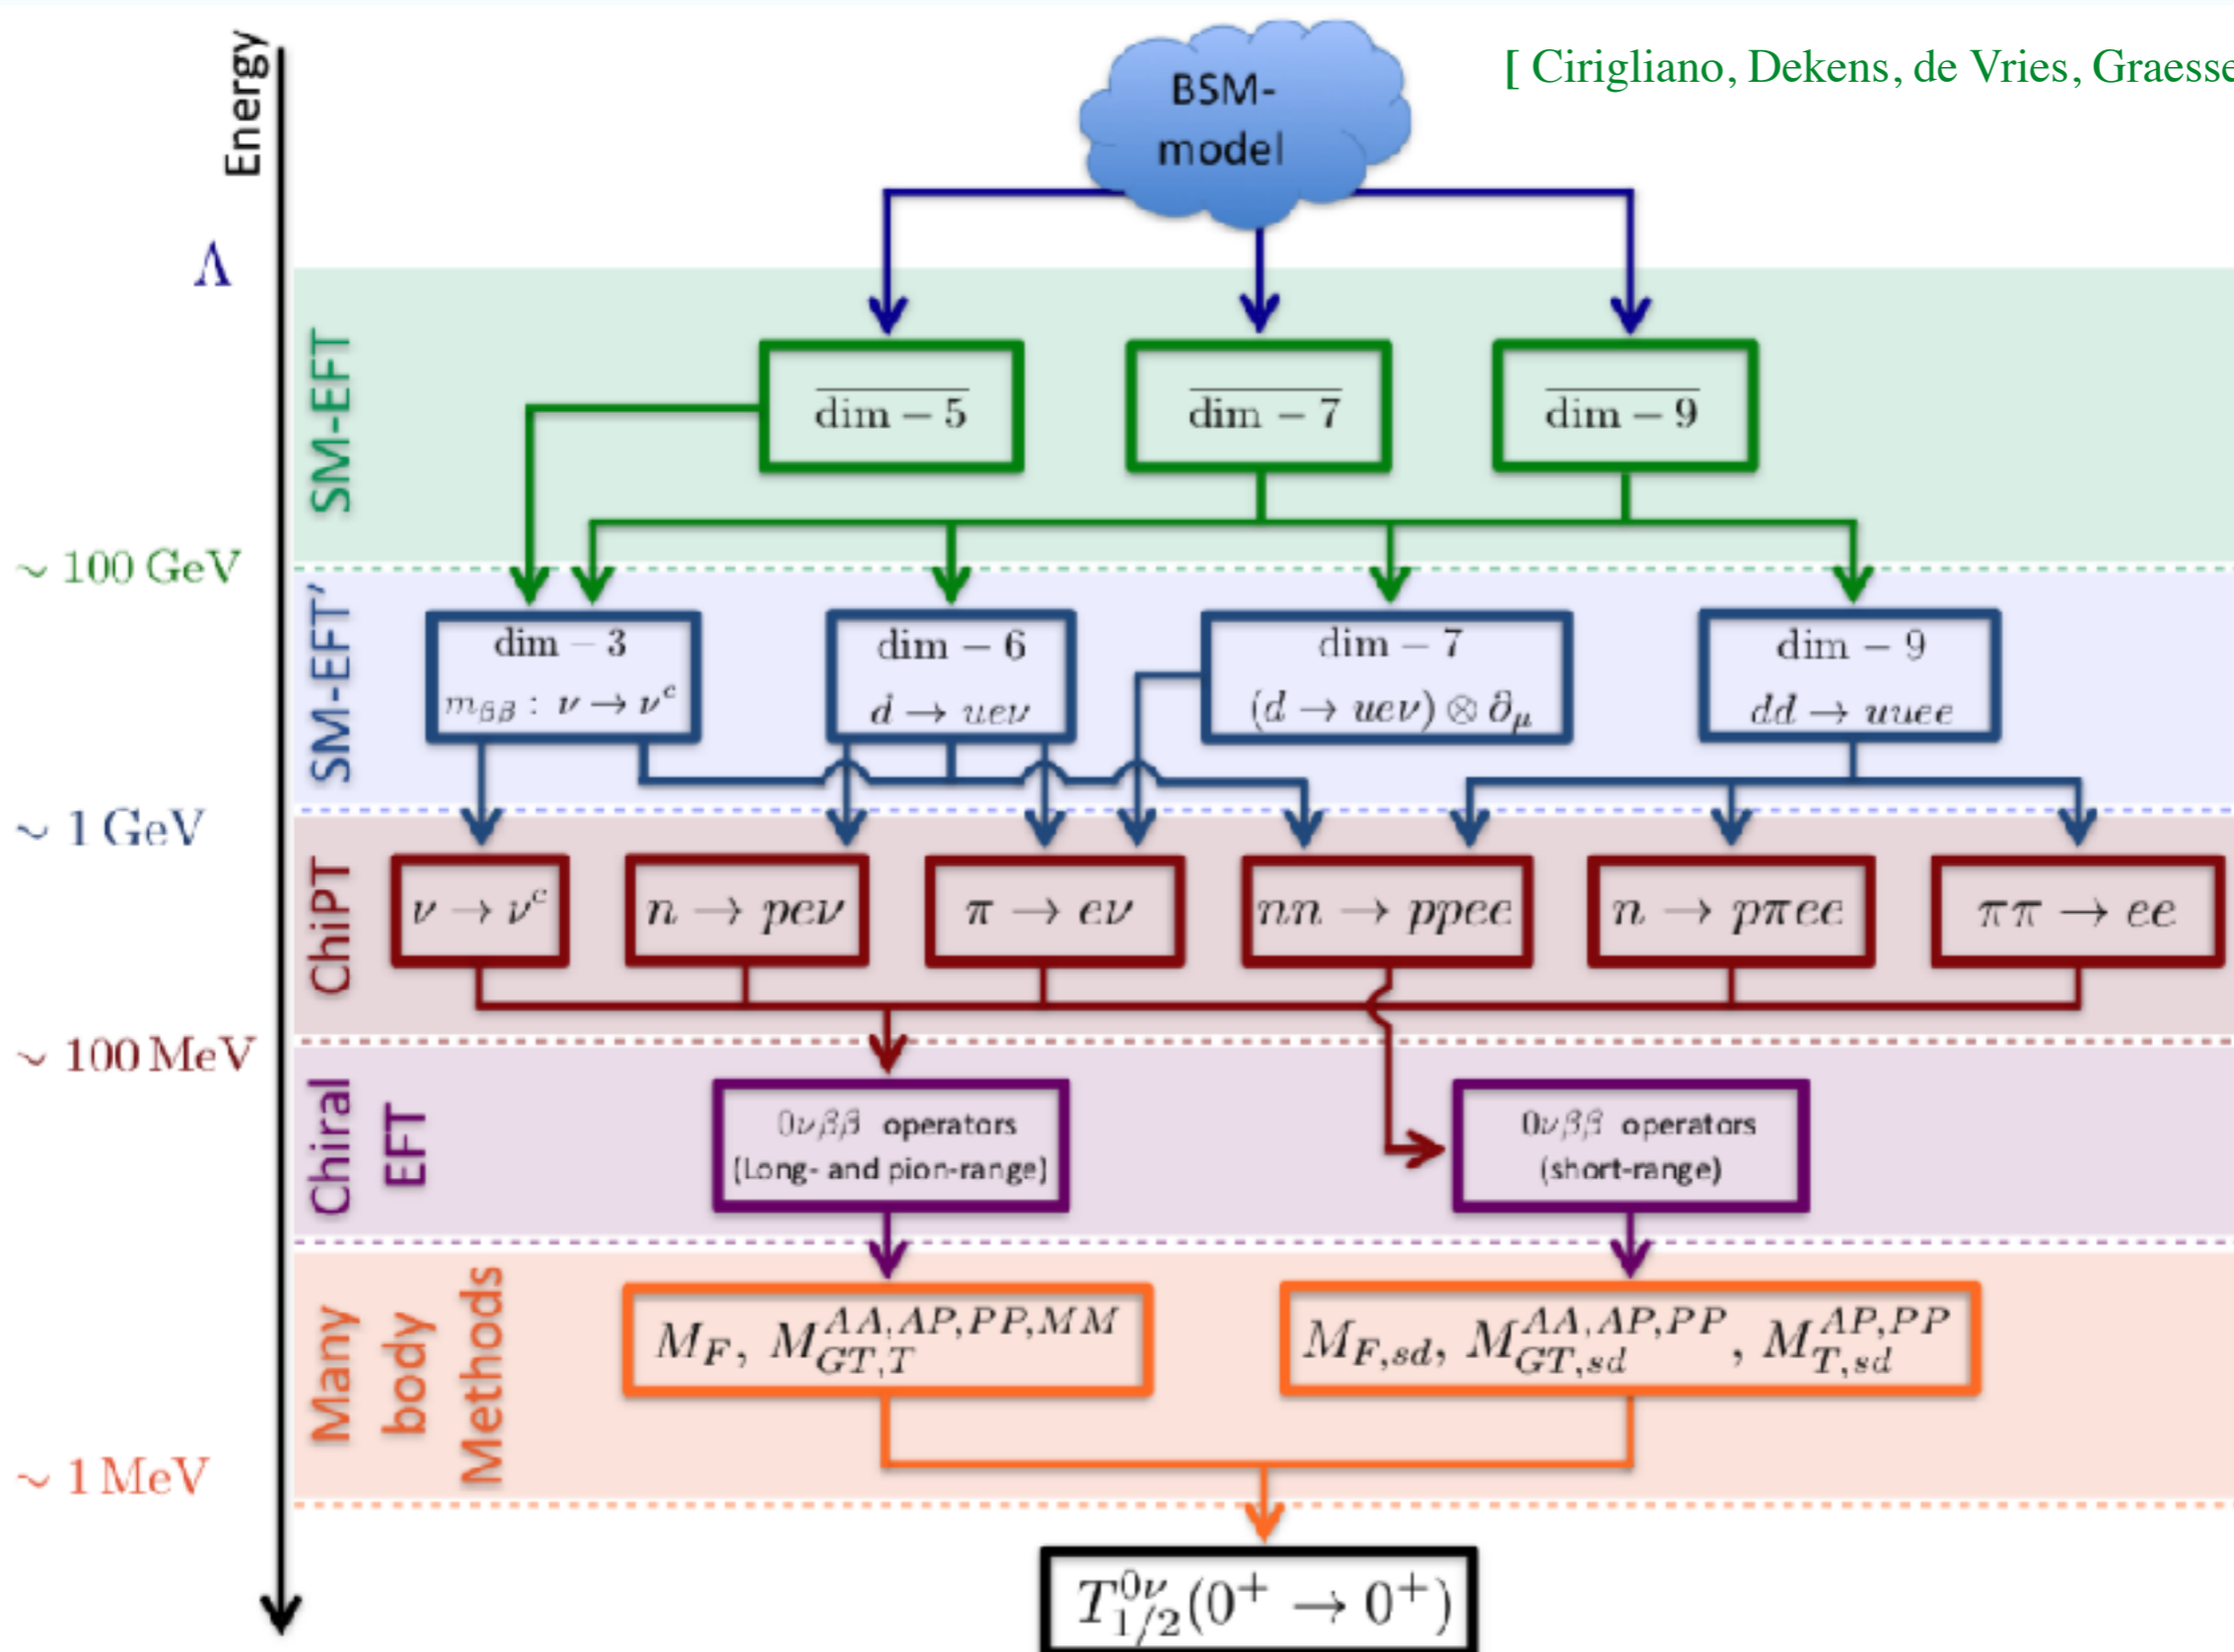 Energy
BSM-
model
[ Cirigliano, Dekens, de Vries, Graesse
Λ
SM-EFT
dim − 5
dim − 7
dim − 9
~ 100 GeV
SM-EFT'
dim − 3
m_{ββ} : ν → ν^c
dim − 6
d → ueν
dim − 7
(d → ueν) ⊗ ∂_μ
dim − 9
dd → uuee
~ 1 GeV
ChiPT
ν → ν^c
n → peν
π → eν
nn → ppee
n → pπee
ππ → ee
~ 100 MeV
Chiral
EFT
0νββ operators
(Long- and pion-range)
0νββ operators
(short-range)
Many
body
Methods
M_F, M_{GT,T}^{AA,AP,PP,MM}
M_{F,sd}, M_{GT,sd}^{AA,AP,PP}, M_{T,sd}^{AP,PP}
~ 1 MeV
T_{1/2}^{0ν}(0^+ → 0^+)